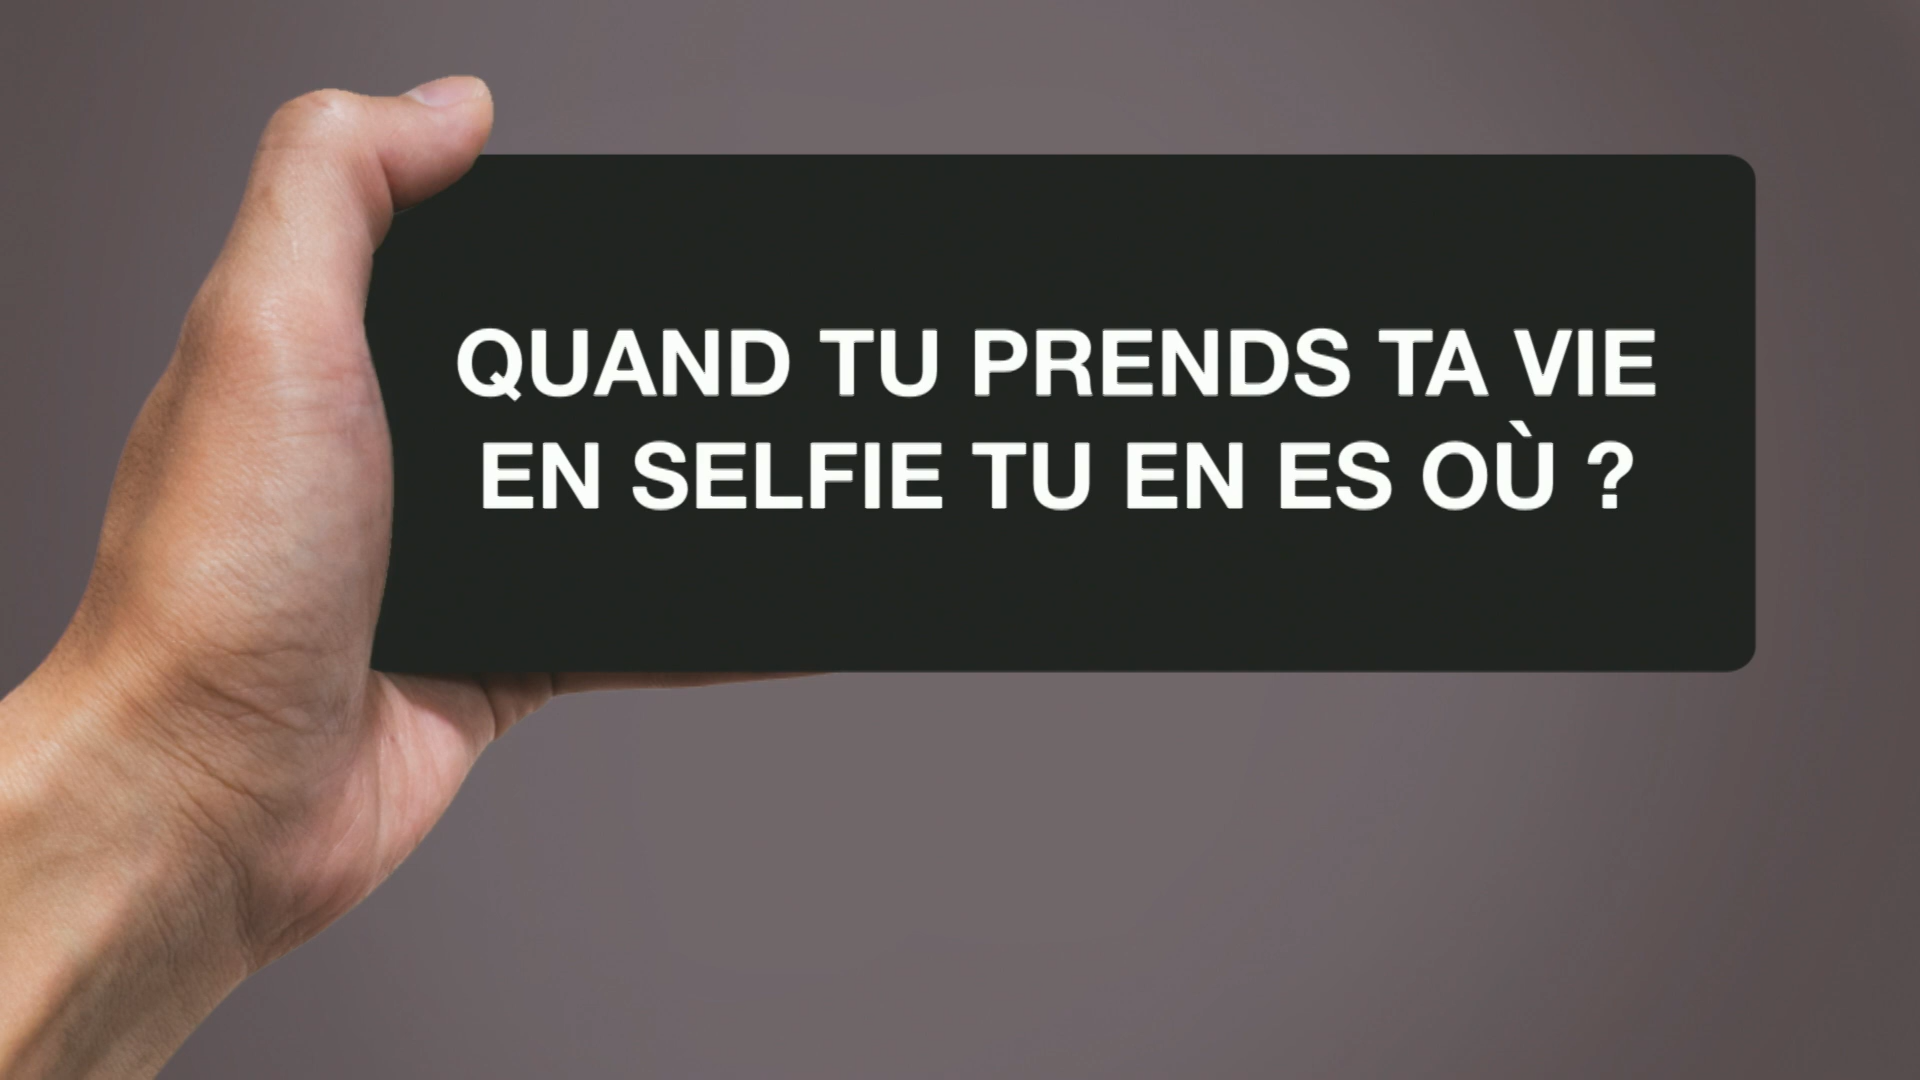 QUAND TU PRENDS TA VIE
EN SELFIE TU EN ES OÙ ?